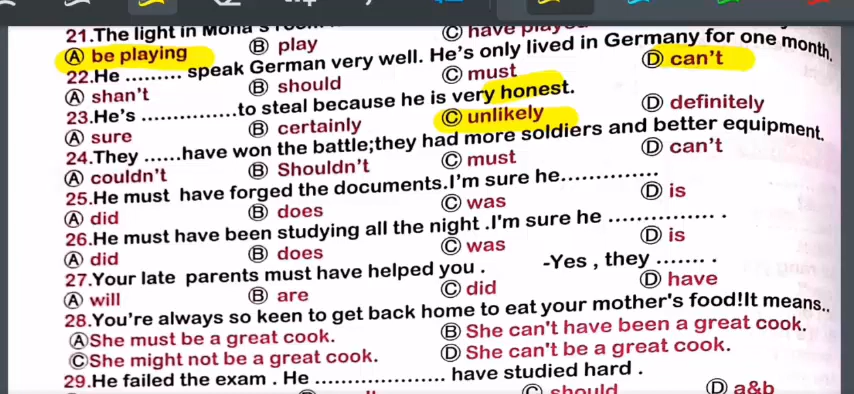 21.The light in Mona's
Ⓐ be playing Ⓑ play Ⓒ have played
22.He ......... speak German very well. He's only lived in Germany for one month.
Ⓐ shan't Ⓑ should Ⓒ must Ⓓ can't
23.He's ..............to steal because he is very honest.
Ⓐ sure Ⓑ certainly Ⓒ unlikely Ⓓ definitely
24.They ......have won the battle;they had more soldiers and better equipment.
Ⓐ couldn't Ⓑ Shouldn't Ⓒ must Ⓓ can't
25.He must have forged the documents.I'm sure he...............
Ⓐ did Ⓑ does Ⓒ was Ⓓ is
26.He must have been studying all the night .I'm sure he ............... .
Ⓐ did Ⓑ does Ⓒ was Ⓓ is
27.Your late parents must have helped you . -Yes , they ....... .
Ⓐ will Ⓑ are Ⓒ did Ⓓ have
28.You're always so keen to get back home to eat your mother's food!It means..
ⒶShe must be a great cook. Ⓑ She can't have been a great cook.
ⒸShe might not be a great cook. Ⓓ She can't be a great cook.
29.He failed the exam . He .................... have studied hard .
Ⓒ should Ⓓ a&b